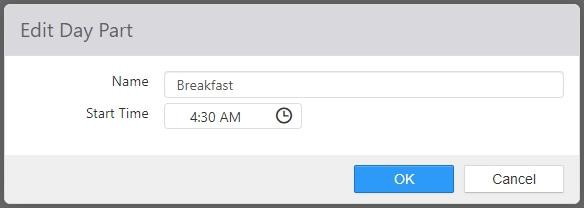 Edit Day Part
Name Breakfast
Start Time 4:30 AM
OK Cancel